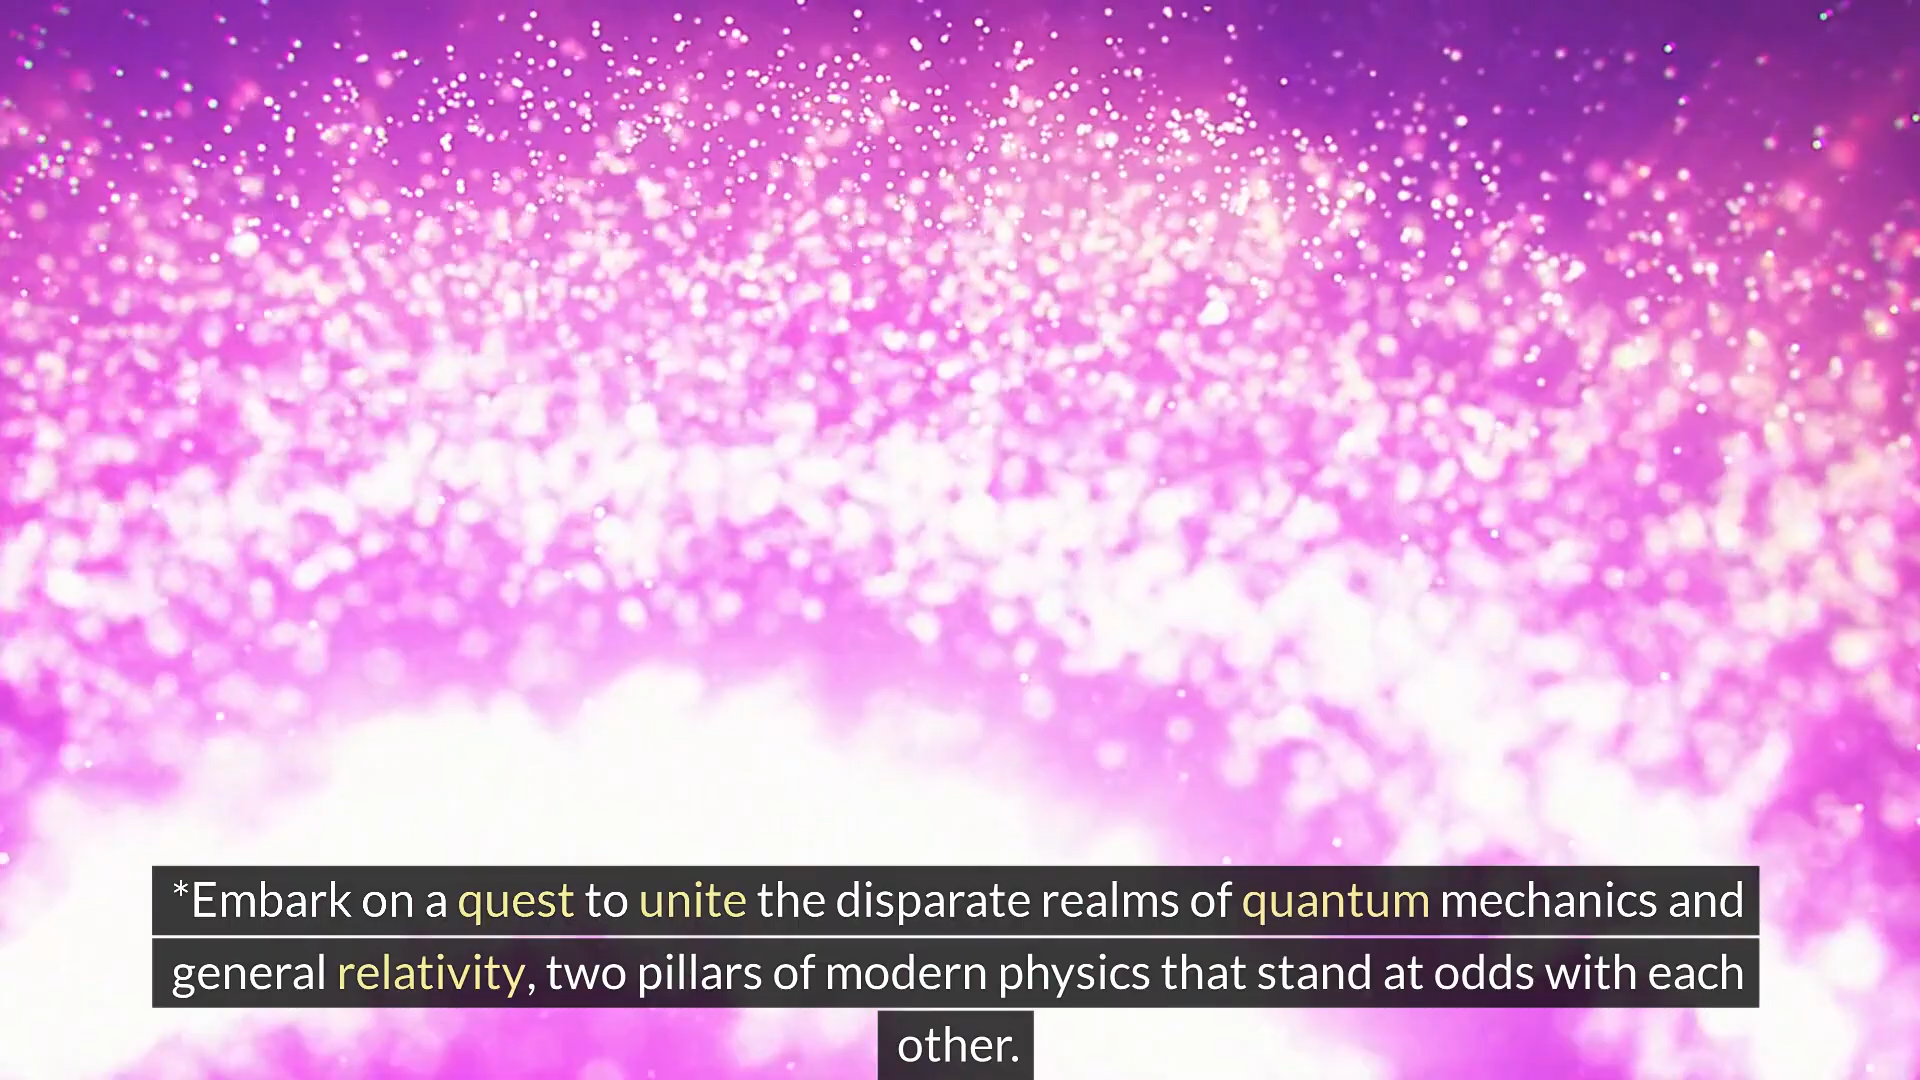 *Embark on a quest to unite the disparate realms of quantum mechanics and
general relativity, two pillars of modern physics that stand at odds with each
other.